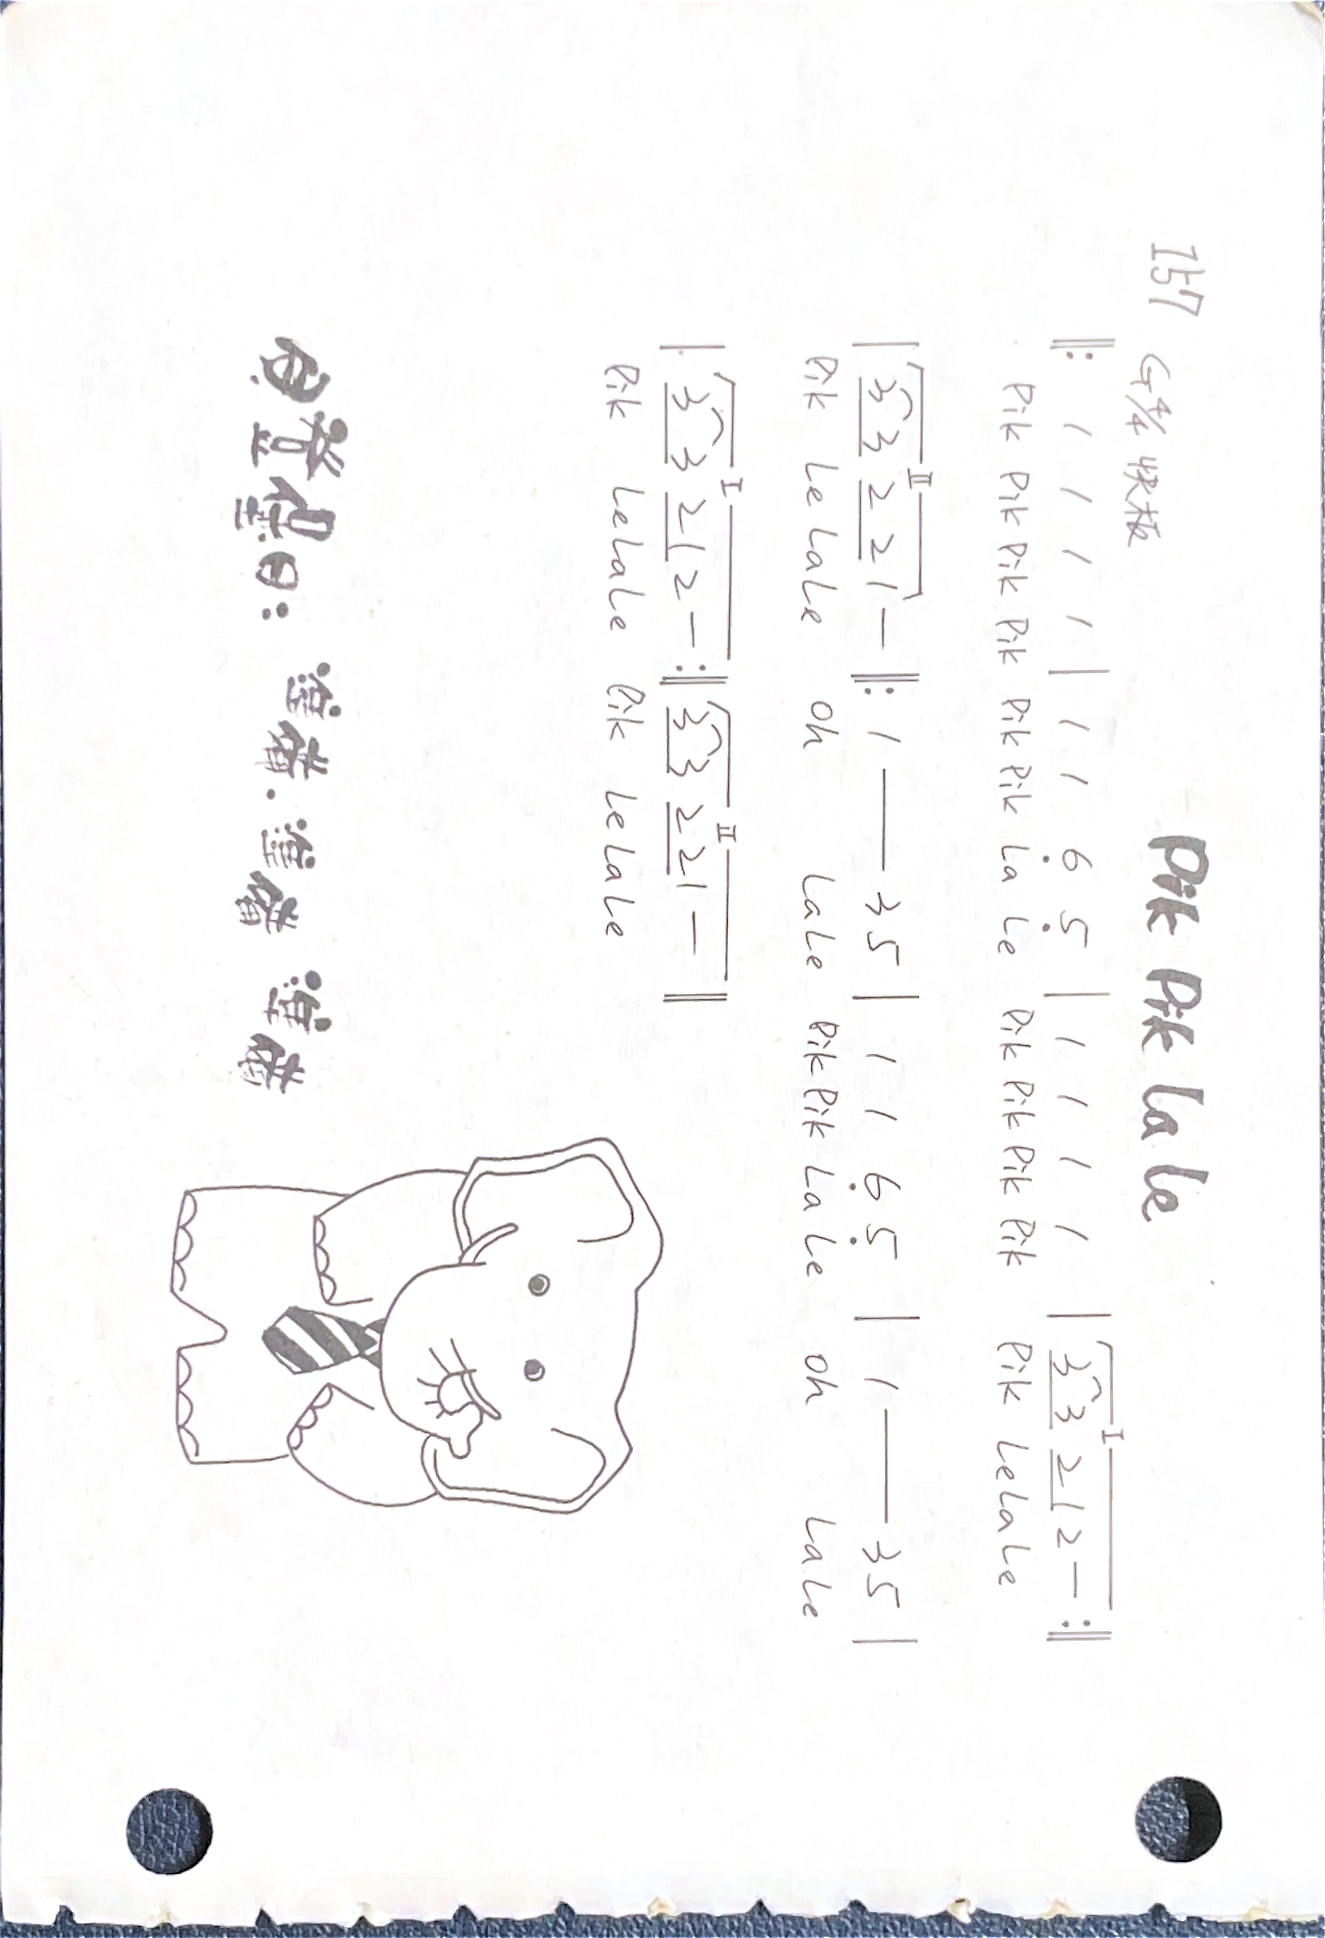 157 G 4/4 快板 Pik Pik La Le
‖: 1 1 1 1 | 1 1 6̣ 5̣ | 1 1 1 1 | I 3 3 2 1 2 — :‖
Pik Pik Pik Pik Pik Pik La Le Pik Pik Pik Pik Pik Le La Le
| II 3 3 2 2 1 — ‖: 1 — 3 5 | 1 1 6̣ 5̣ | 1 — 3 5 |
Pik Le La Le Oh La Le Pik Pik La Le Oh La Le
| I 3 3 2 1 2 — :‖ II 3 3 2 2 1 — ‖
Pik Le La Le Pik Le La Le
貝登堡曰: 準備.準備 準備